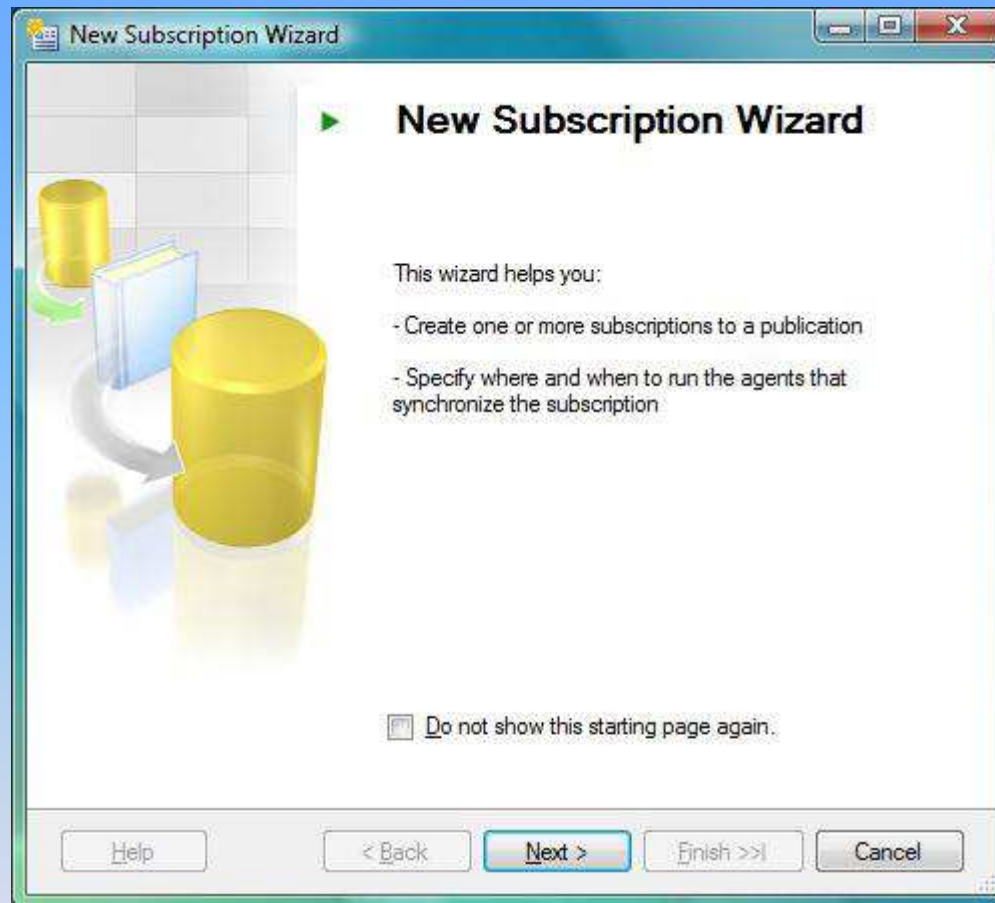 New Subscription Wizard
New Subscription Wizard
This wizard helps you:
- Create one or more subscriptions to a publication
- Specify where and when to run the agents that
synchronize the subscription
Do not show this starting page again.
Help
< Back
Next >
Finish >>|
Cancel